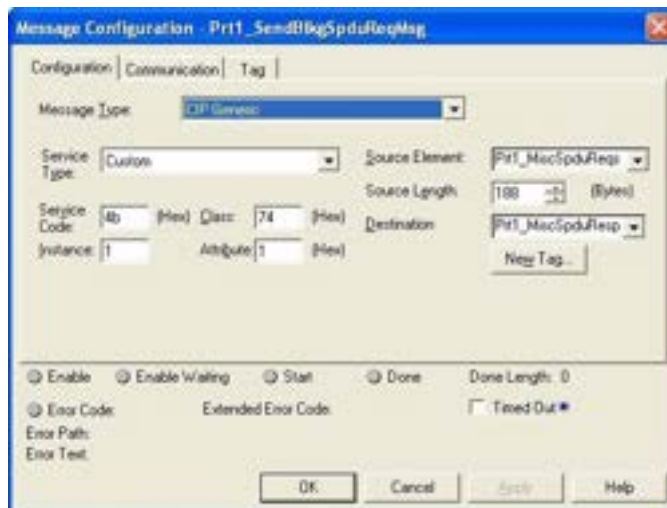 Message Configuration - Prt1_SendBlkgSpduReqMsg
Configuration Communication Tag
Message Type: CIP Generic
Service Type: Custom
Source Element: Prt1_MiscSpduReqs
Source Length: 188 (Bytes)
Service Code: 4b (Hex) Class: 74 (Hex)
Destination Prt1_MiscSpduResp
Instance: 1 Attribute: 1 (Hex)
New Tag...
Enable Enable Waiting Start Done Done Length: 0
Error Code: Extended Error Code: Timed Out
Error Path:
Error Text:
OK Cancel Apply Help